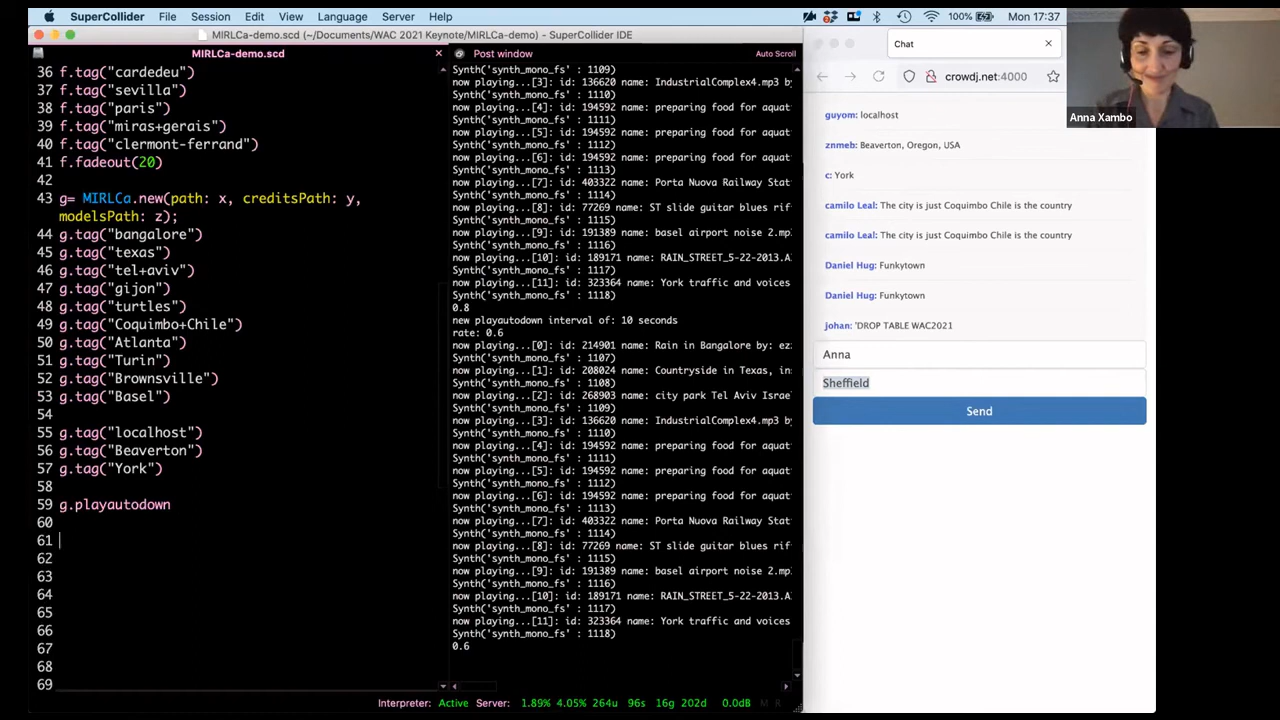 SuperCollider File Session Edit View Language Server Help 100% Mon 17:37
MIRLCa-demo.scd (~/Documents/WAC 2021 Keynote/MIRLCa-demo) - SuperCollider IDE
MIRLCa-demo.scd
36 f.tag("cardedeu")
37 f.tag("sevilla")
38 f.tag("paris")
39 f.tag("miras+gerais")
40 f.tag("clermont-ferrand")
41 f.fadeout(20)
42
43 g= MIRLCa.new(path: x, creditsPath: y,
modelsPath: z);
44 g.tag("bangalore")
45 g.tag("texas")
46 g.tag("tel+aviv")
47 g.tag("gijon")
48 g.tag("turtles")
49 g.tag("Coquimbo+Chile")
50 g.tag("Atlanta")
51 g.tag("Turin")
52 g.tag("Brownsville")
53 g.tag("Basel")
54
55 g.tag("localhost")
56 g.tag("Beaverton")
57 g.tag("York")
58
59 g.playautodown
60
61
62
63
64
65
66
67
68
69
Post window Auto Scroll
Synth('synth_mono_fs' : 1109)
now playing...[3]: id: 136620 name: IndustrialComplex4.mp3 by
Synth('synth_mono_fs' : 1110)
now playing...[4]: id: 194592 name: preparing food for aquat
Synth('synth_mono_fs' : 1111)
now playing...[5]: id: 194592 name: preparing food for aquat
Synth('synth_mono_fs' : 1112)
now playing...[6]: id: 194592 name: preparing food for aquat
Synth('synth_mono_fs' : 1113)
now playing...[7]: id: 403322 name: Porta Nuova Railway Stat
Synth('synth_mono_fs' : 1114)
now playing...[8]: id: 77269 name: ST slide guitar blues rif
Synth('synth_mono_fs' : 1115)
now playing...[9]: id: 191389 name: basel airport noise 2.mp
Synth('synth_mono_fs' : 1116)
now playing...[10]: id: 189171 name: RAIN_STREET_5-22-2013.A
Synth('synth_mono_fs' : 1117)
now playing...[11]: id: 323364 name: York traffic and voices
Synth('synth_mono_fs' : 1118)
0.8
new playautodown interval of: 10 seconds
rate: 0.6
now playing...[0]: id: 214901 name: Rain in Bangalore by: ez
Synth('synth_mono_fs' : 1107)
now playing...[1]: id: 208024 name: Countryside in Texas, in
Synth('synth_mono_fs' : 1108)
now playing...[2]: id: 268903 name: city park Tel Aviv Israe
Synth('synth_mono_fs' : 1109)
now playing...[3]: id: 136620 name: IndustrialComplex4.mp3 by
Synth('synth_mono_fs' : 1110)
now playing...[4]: id: 194592 name: preparing food for aquat
Synth('synth_mono_fs' : 1111)
now playing...[5]: id: 194592 name: preparing food for aquat
Synth('synth_mono_fs' : 1112)
now playing...[6]: id: 194592 name: preparing food for aquat
Synth('synth_mono_fs' : 1113)
now playing...[7]: id: 403322 name: Porta Nuova Railway Stat
Synth('synth_mono_fs' : 1114)
now playing...[8]: id: 77269 name: ST slide guitar blues rif
Synth('synth_mono_fs' : 1115)
now playing...[9]: id: 191389 name: basel airport noise 2.mp
Synth('synth_mono_fs' : 1116)
now playing...[10]: id: 189171 name: RAIN_STREET_5-22-2013.A
Synth('synth_mono_fs' : 1117)
now playing...[11]: id: 323364 name: York traffic and voices
Synth('synth_mono_fs' : 1118)
0.6
Interpreter: Active Server: 1.89% 4.05% 264u 96s 16g 202d 0.0dB M R
Chat
crowdj.net:4000
guyom: localhost
znmeb: Beaverton, Oregon, USA
c: York
camilo Leal: The city is just Coquimbo Chile is the country
camilo Leal: The city is just Coquimbo Chile is the country
Daniel Hug: Funkytown
Daniel Hug: Funkytown
johan: 'DROP TABLE WAC2021
Anna
Sheffield
Send
Anna Xambo